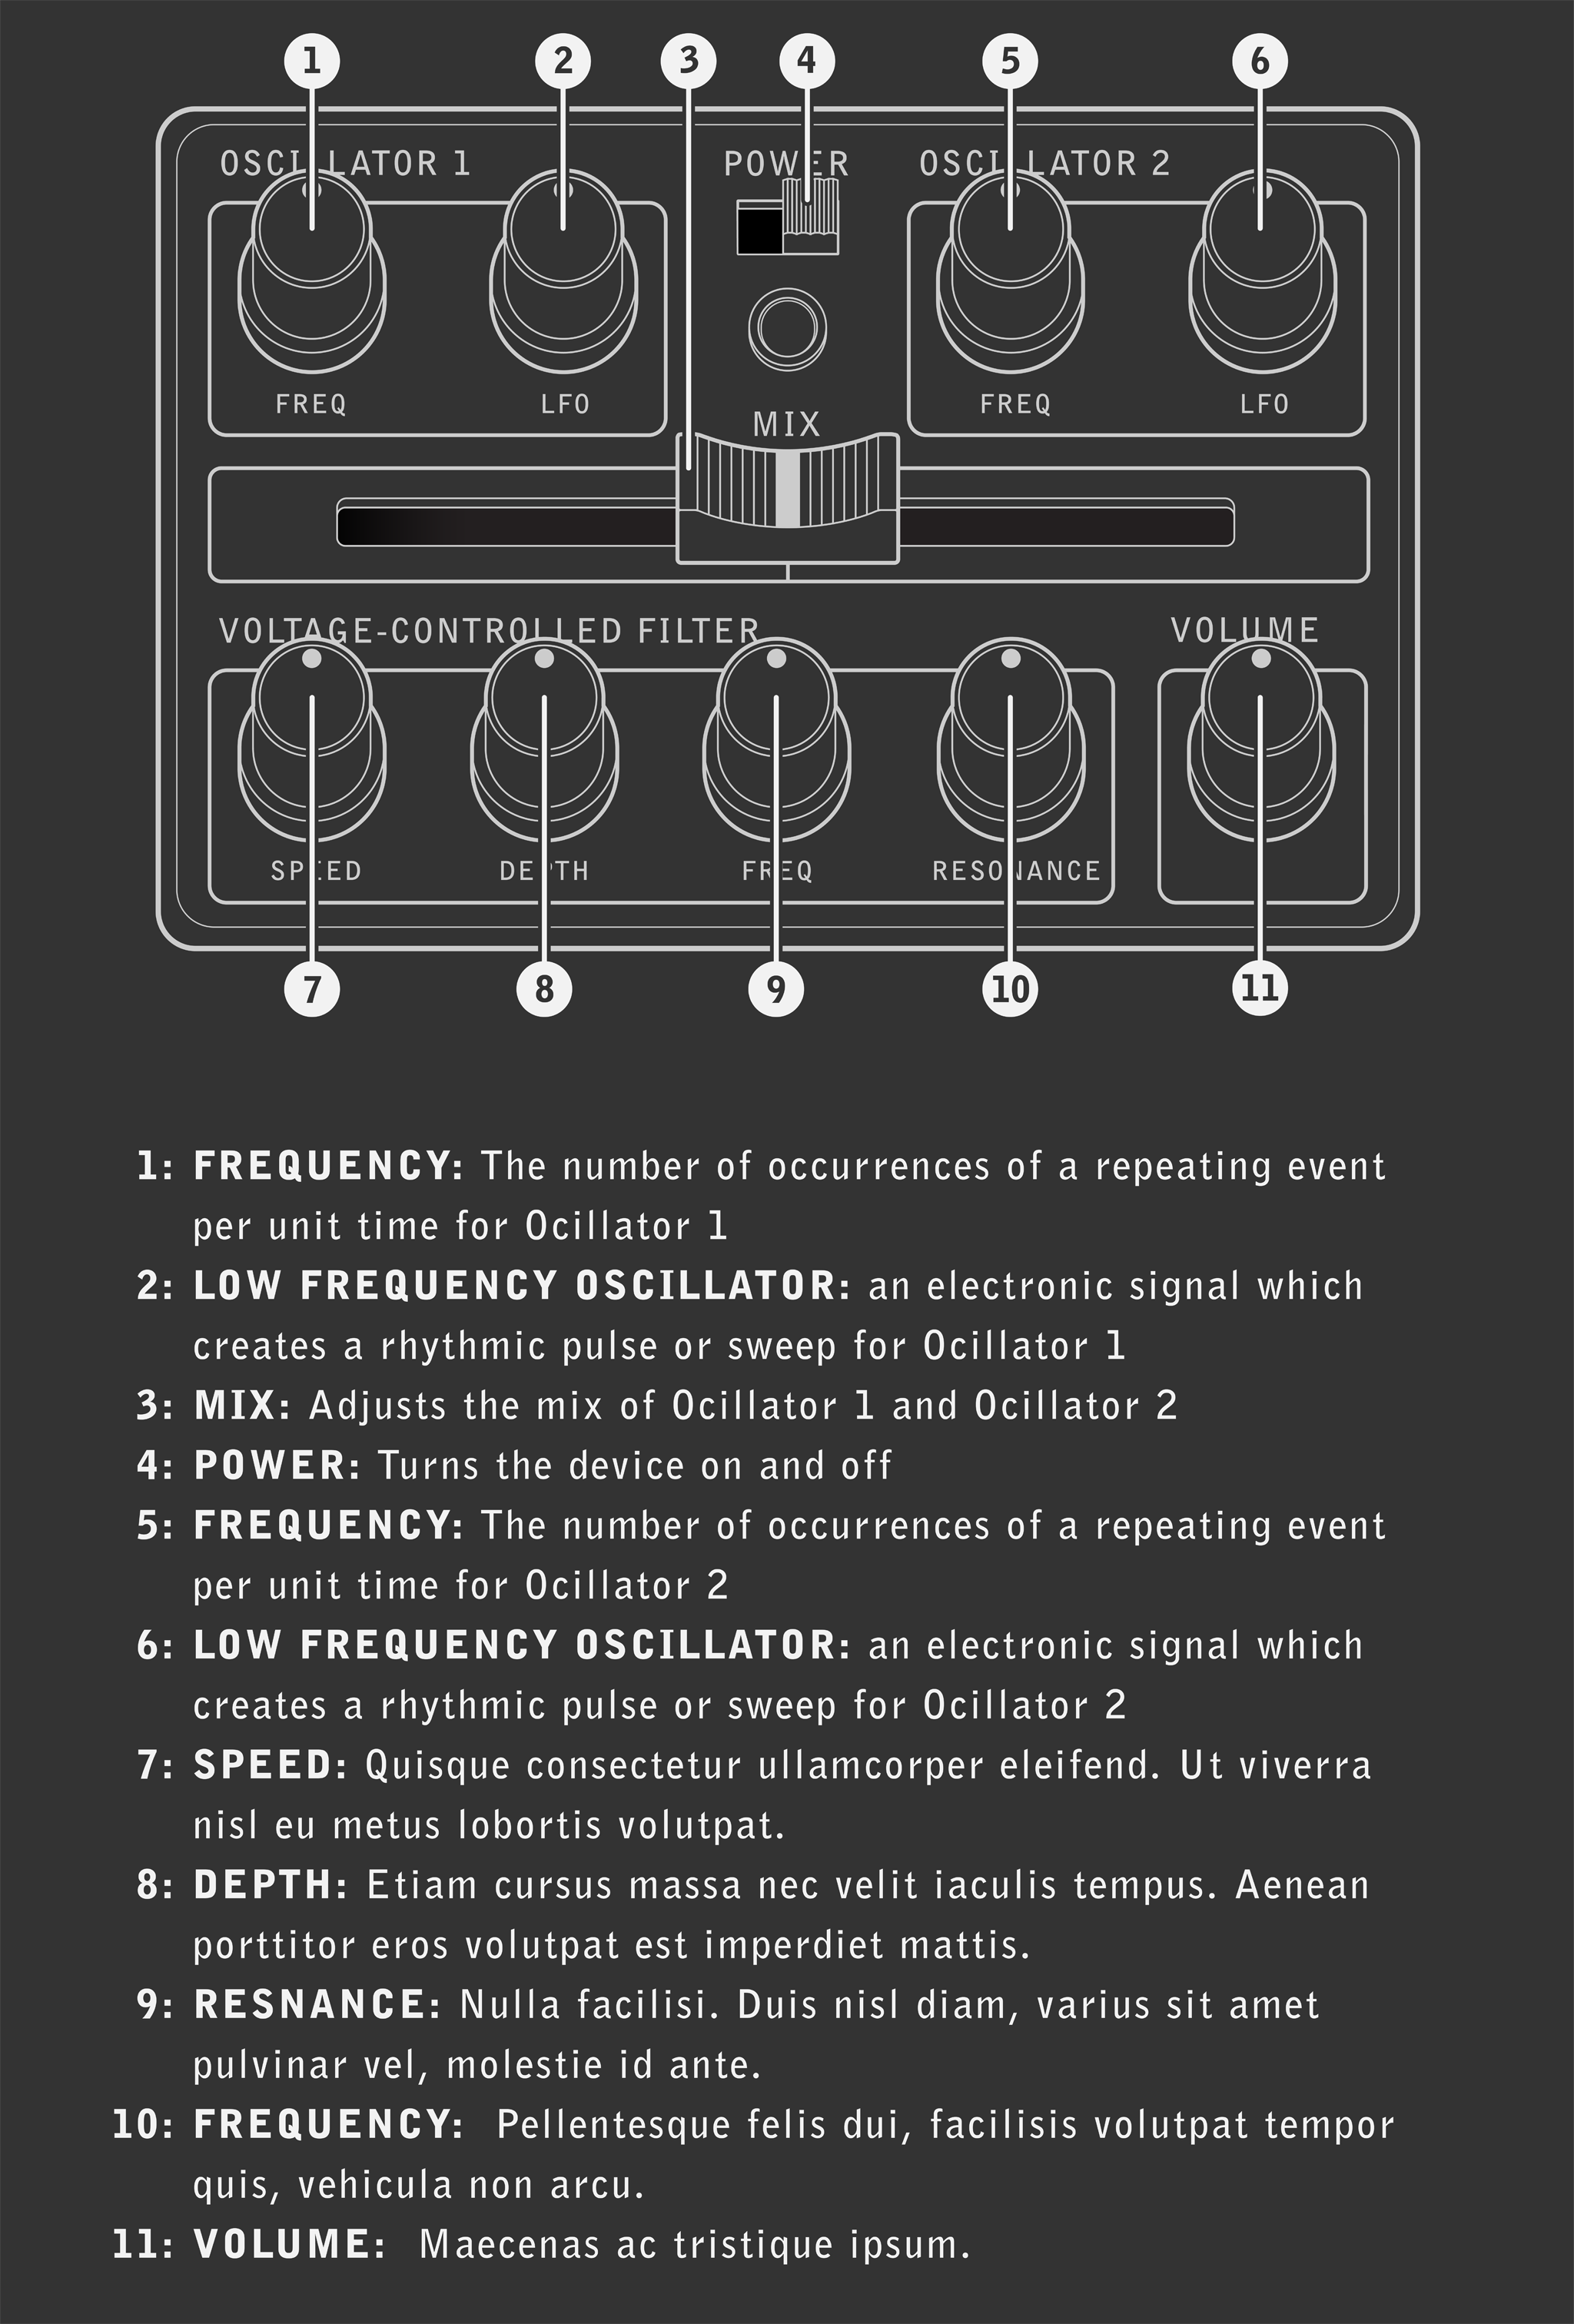 1 2 3 4 5 6
OSCILLATOR 1 POWER OSCILLATOR 2
FREQ LFO FREQ LFO
MIX
VOLTAGE-CONTROLLED FILTER VOLUME
SPEED DEPTH FREQ RESONANCE
7 8 9 10 11
1: FREQUENCY: The number of occurrences of a repeating event
per unit time for Ocillator 1
2: LOW FREQUENCY OSCILLATOR: an electronic signal which
creates a rhythmic pulse or sweep for Ocillator 1
3: MIX: Adjusts the mix of Ocillator 1 and Ocillator 2
4: POWER: Turns the device on and off
5: FREQUENCY: The number of occurrences of a repeating event
per unit time for Ocillator 2
6: LOW FREQUENCY OSCILLATOR: an electronic signal which
creates a rhythmic pulse or sweep for Ocillator 2
7: SPEED: Quisque consectetur ullamcorper eleifend. Ut viverra
nisl eu metus lobortis volutpat.
8: DEPTH: Etiam cursus massa nec velit iaculis tempus. Aenean
porttitor eros volutpat est imperdiet mattis.
9: RESNANCE: Nulla facilisi. Duis nisl diam, varius sit amet
pulvinar vel, molestie id ante.
10: FREQUENCY: Pellentesque felis dui, facilisis volutpat tempor
quis, vehicula non arcu.
11: VOLUME: Maecenas ac tristique ipsum.